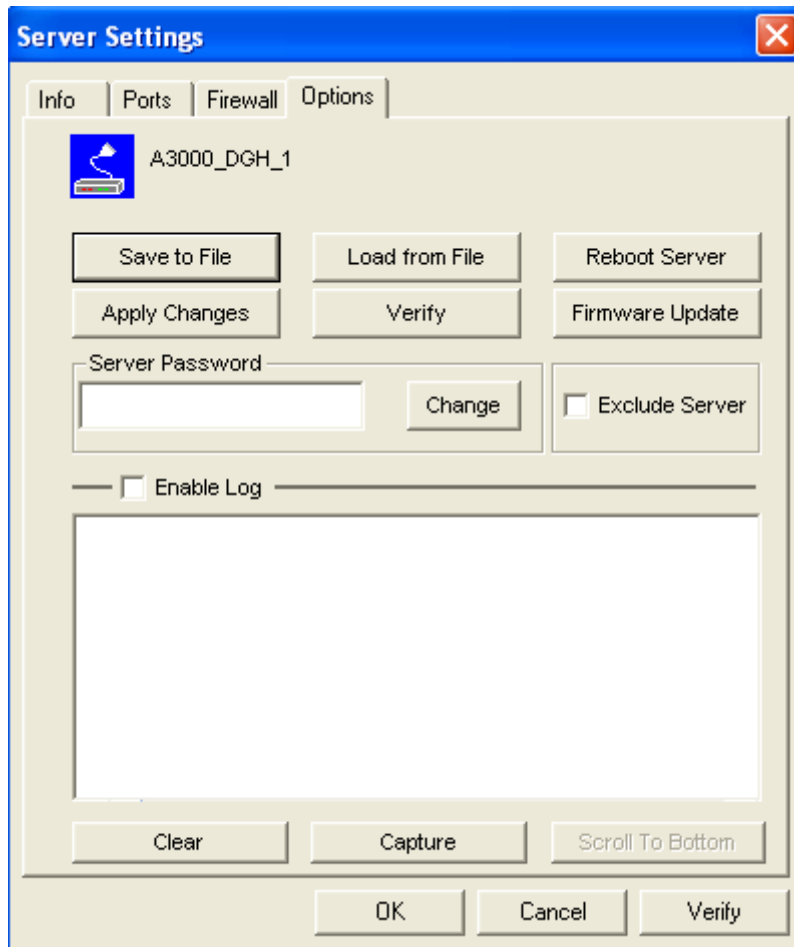 Server Settings
Info Ports Firewall Options
A3000_DGH_1
Save to File Load from File Reboot Server
Apply Changes Verify Firmware Update
Server Password
Change Exclude Server
Enable Log
Clear Capture Scroll To Bottom
OK Cancel Verify